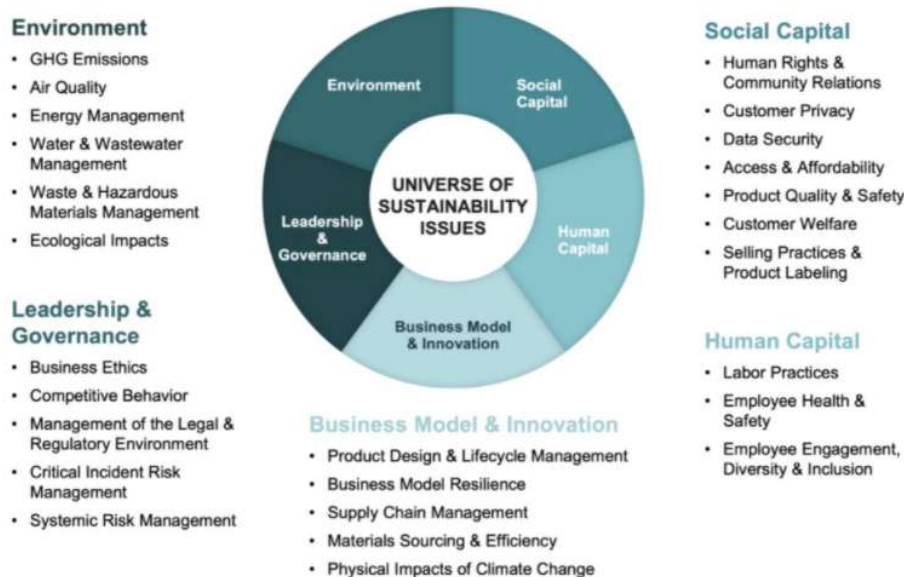 Environment
• GHG Emissions
• Air Quality
• Energy Management
• Water & Wastewater
Management
• Waste & Hazardous
Materials Management
• Ecological Impacts
Leadership &
Governance
• Business Ethics
• Competitive Behavior
• Management of the Legal &
Regulatory Environment
• Critical Incident Risk
Management
• Systemic Risk Management
Environment
Social
Capital
UNIVERSE OF
SUSTAINABILITY
ISSUES
Leadership
&
Governance
Human
Capital
Business Model
& Innovation
Business Model & Innovation
• Product Design & Lifecycle Management
• Business Model Resilience
• Supply Chain Management
• Materials Sourcing & Efficiency
• Physical Impacts of Climate Change
Social Capital
• Human Rights &
Community Relations
• Customer Privacy
• Data Security
• Access & Affordability
• Product Quality & Safety
• Customer Welfare
• Selling Practices &
Product Labeling
Human Capital
• Labor Practices
• Employee Health &
Safety
• Employee Engagement,
Diversity & Inclusion